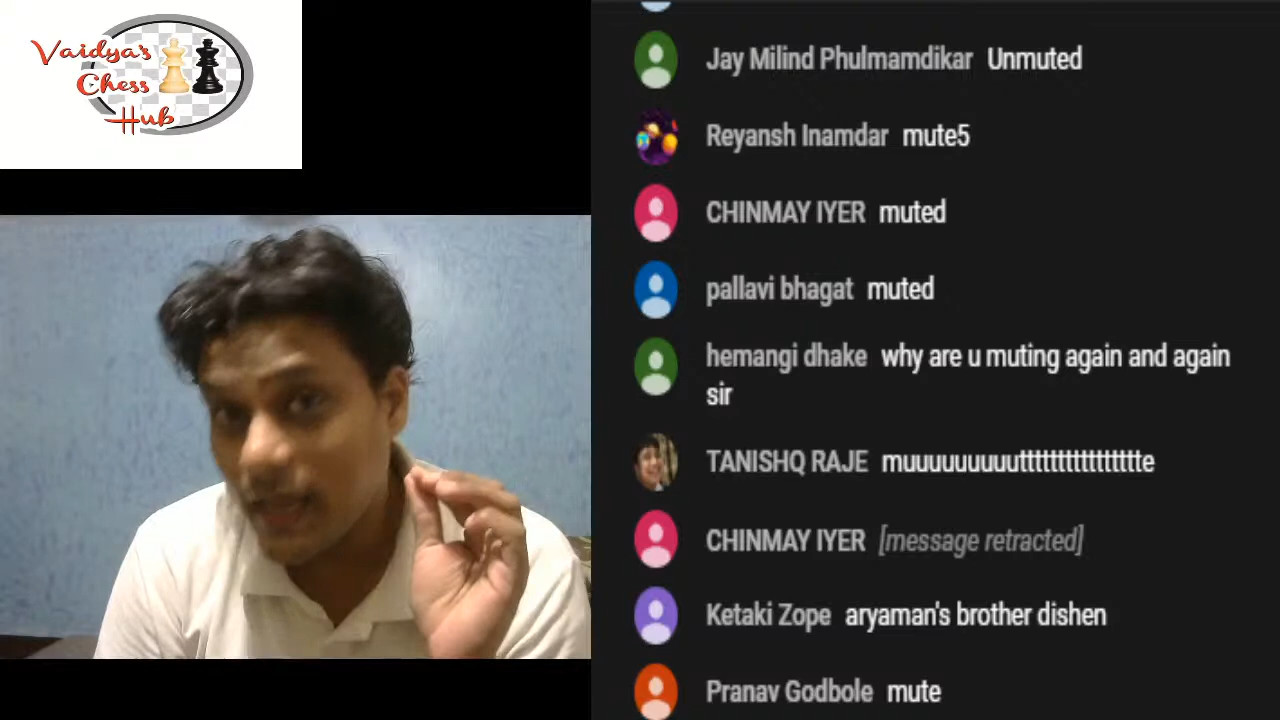 Vaidya's
Chess
Hub
Jay Milind Phulmamdikar Unmuted
Reyansh Inamdar mute5
CHINMAY IYER muted
pallavi bhagat muted
hemangi dhake why are u muting again and again
sir
TANISHQ RAJE muuuuuuuuutttttttttttttttte
CHINMAY IYER [message retracted]
Ketaki Zope aryaman's brother dishen
Pranav Godbole mute